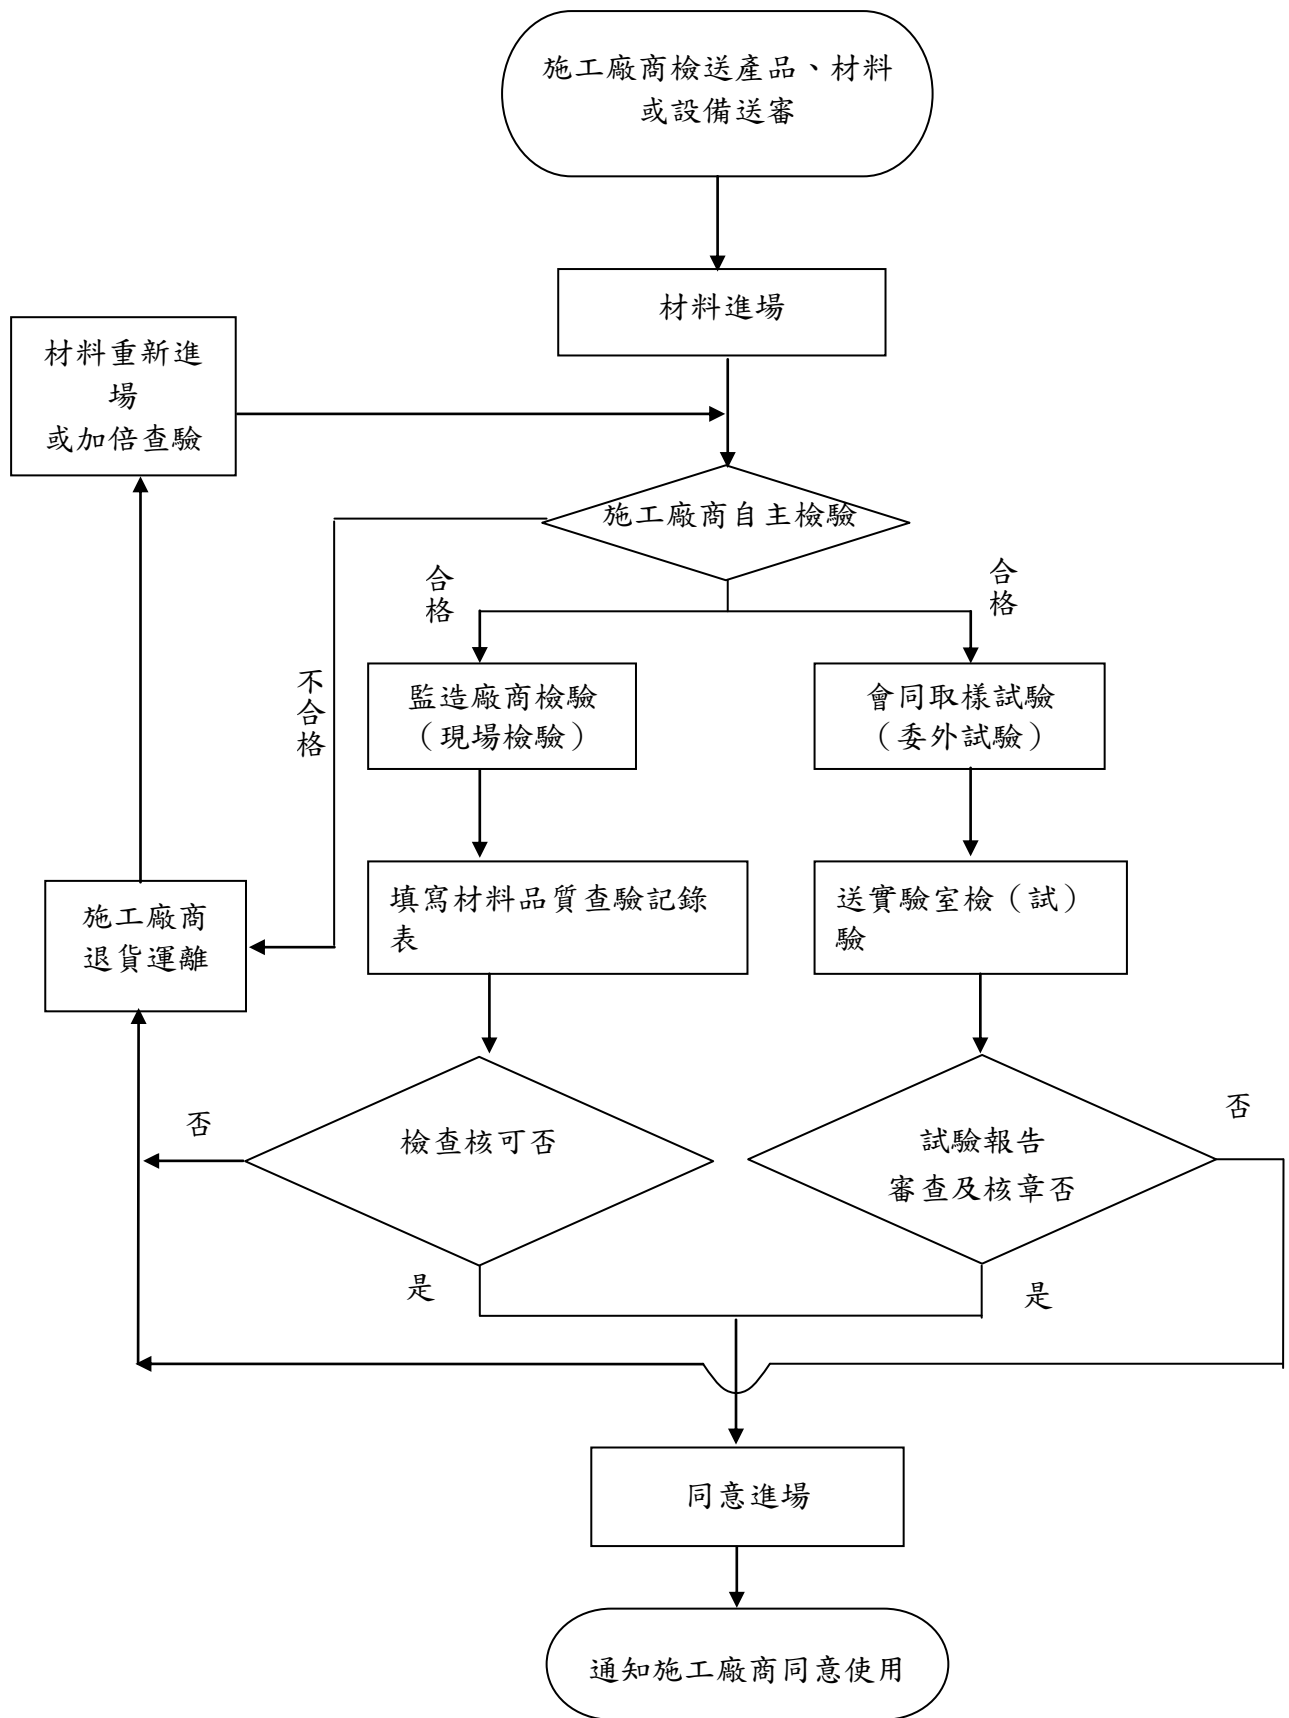 施工廠商檢送產品、材料
或設備送審
材料進場
材料重新進
場
或加倍查驗
施工廠商自主檢驗
合格
合格
不合格
監造廠商檢驗
（現場檢驗）
會同取樣試驗
（委外試驗）
填寫材料品質查驗記錄
表
送實驗室檢（試）
驗
施工廠商
退貨運離
否
檢查核可否
試驗報告
審查及核章否
否
是
是
同意進場
通知施工廠商同意使用